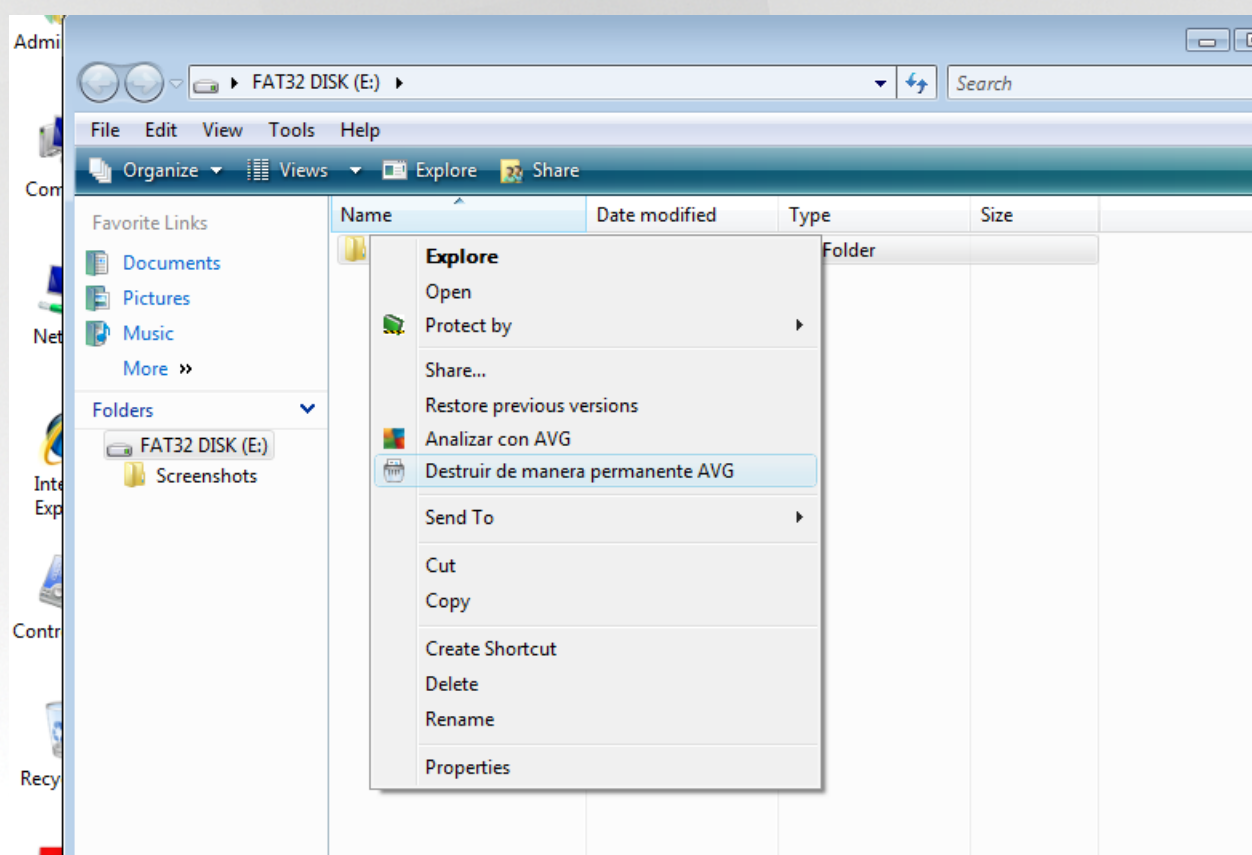 Admi
FAT32 DISK (E:)
Search
File Edit View Tools Help
Organize Views Explore Share
Com
Favorite Links
Name Date modified Type Size
Documents
Pictures
Music
More »
Folders
FAT32 DISK (E:)
Screenshots
Folder
Explore
Open
Protect by
Share...
Restore previous versions
Analizar con AVG
Destruir de manera permanente AVG
Send To
Cut
Copy
Create Shortcut
Delete
Rename
Properties
Net
Inte
Exp
Contr
Recy